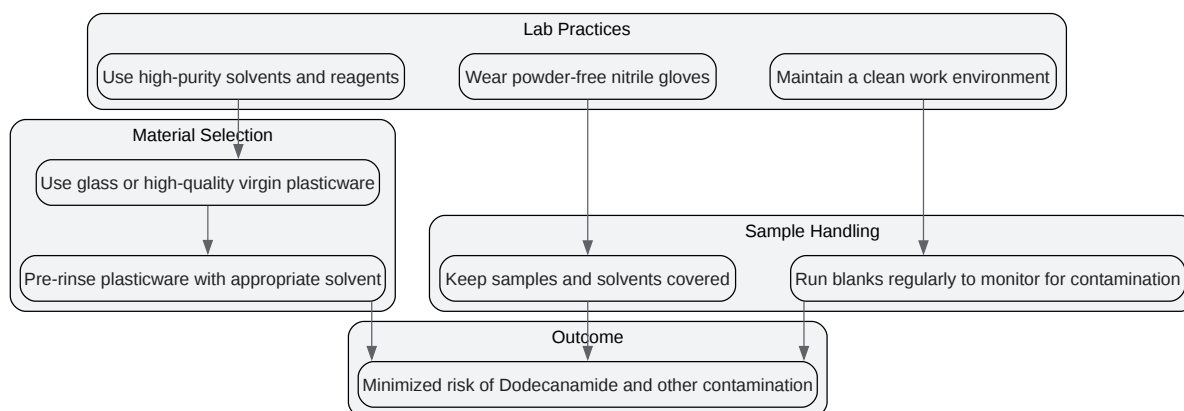 Lab Practices
Use high-purity solvents and reagents
Wear powder-free nitrile gloves
Maintain a clean work environment
Material Selection
Use glass or high-quality virgin plasticware
Sample Handling
Pre-rinse plasticware with appropriate solvent
Keep samples and solvents covered
Run blanks regularly to monitor for contamination
Outcome
Minimized risk of Dodecanamide and other contamination